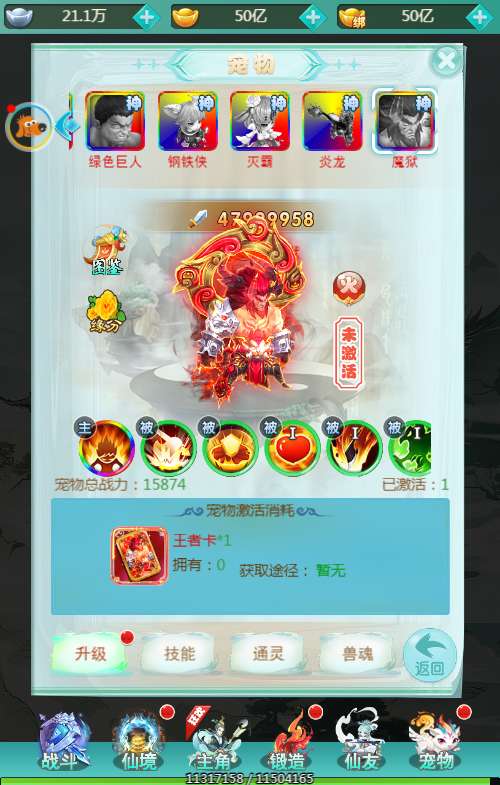 21.1万
50亿
50亿
绑
宠物
神
神
神
神
神
绿色巨人
钢铁侠
灭霸
炎龙
魔狱
47999958
图鉴
火
缘分
未激活
主
被
被
被
被
被
I
I
I
宠物总战力：15874
已激活：1
宠物激活消耗
王者卡*1
拥有：0
获取途径：暂无
升级
技能
通灵
兽魂
返回
战斗
仙境
主角
锻造
仙友
宠物
11317158 / 11504165